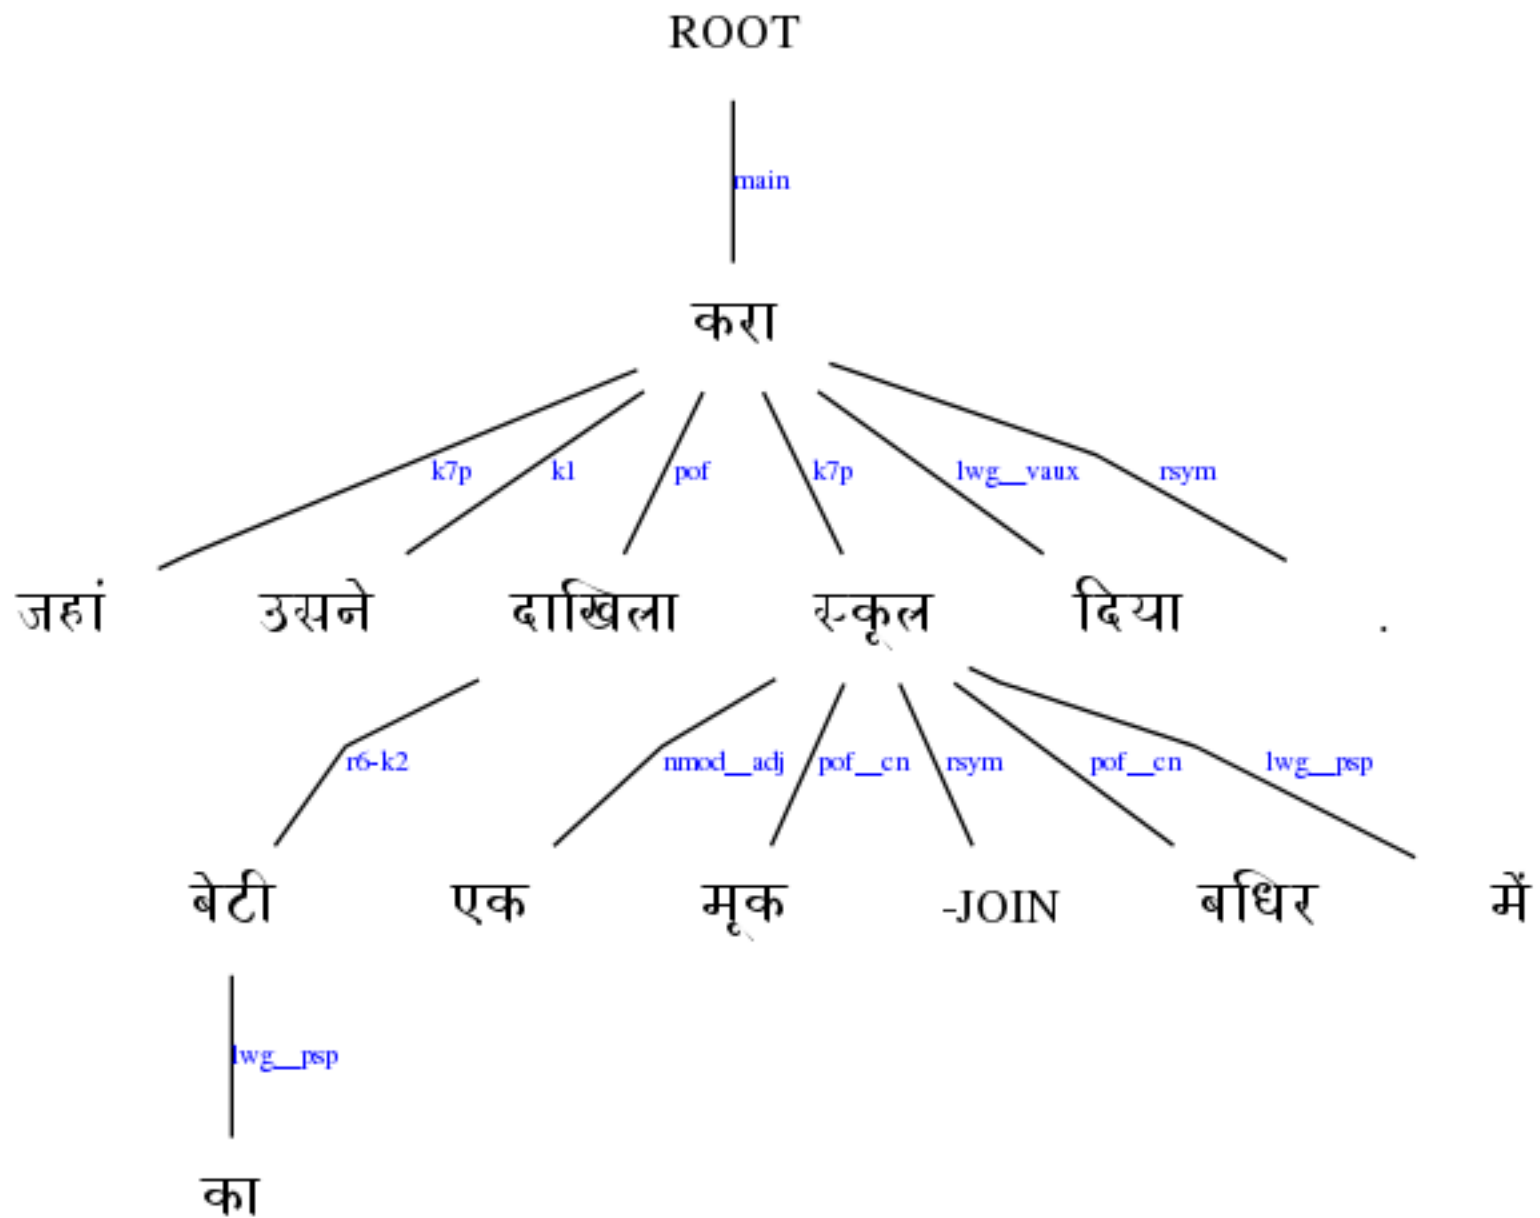 ROOT
main
करा
k7p k1 pof k7p lwg__vaux rsym
जहां उसने दाखिला स्कूल दिया .
r6-k2 nmod__adj pof__cn rsym pof__cn lwg__psp
बेटी एक मूक -JOIN बधिर में
lwg__psp
का